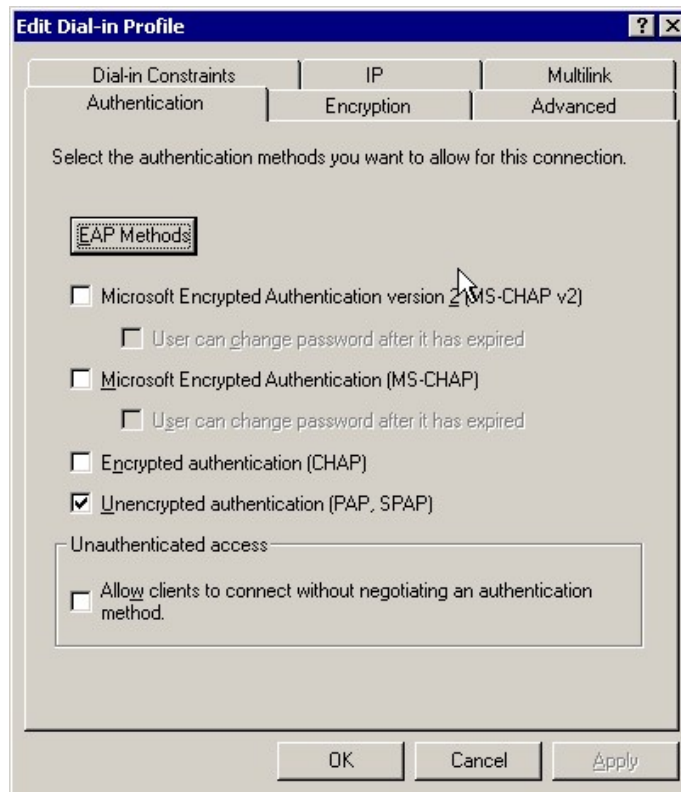 Edit Dial-in Profile
Dial-in Constraints IP Multilink
Authentication Encryption Advanced
Select the authentication methods you want to allow for this connection.
EAP Methods
Microsoft Encrypted Authentication version 2 (MS-CHAP v2)
User can change password after it has expired
Microsoft Encrypted Authentication (MS-CHAP)
User can change password after it has expired
Encrypted authentication (CHAP)
Unencrypted authentication (PAP, SPAP)
Unauthenticated access
Allow clients to connect without negotiating an authentication
method.
OK Cancel Apply